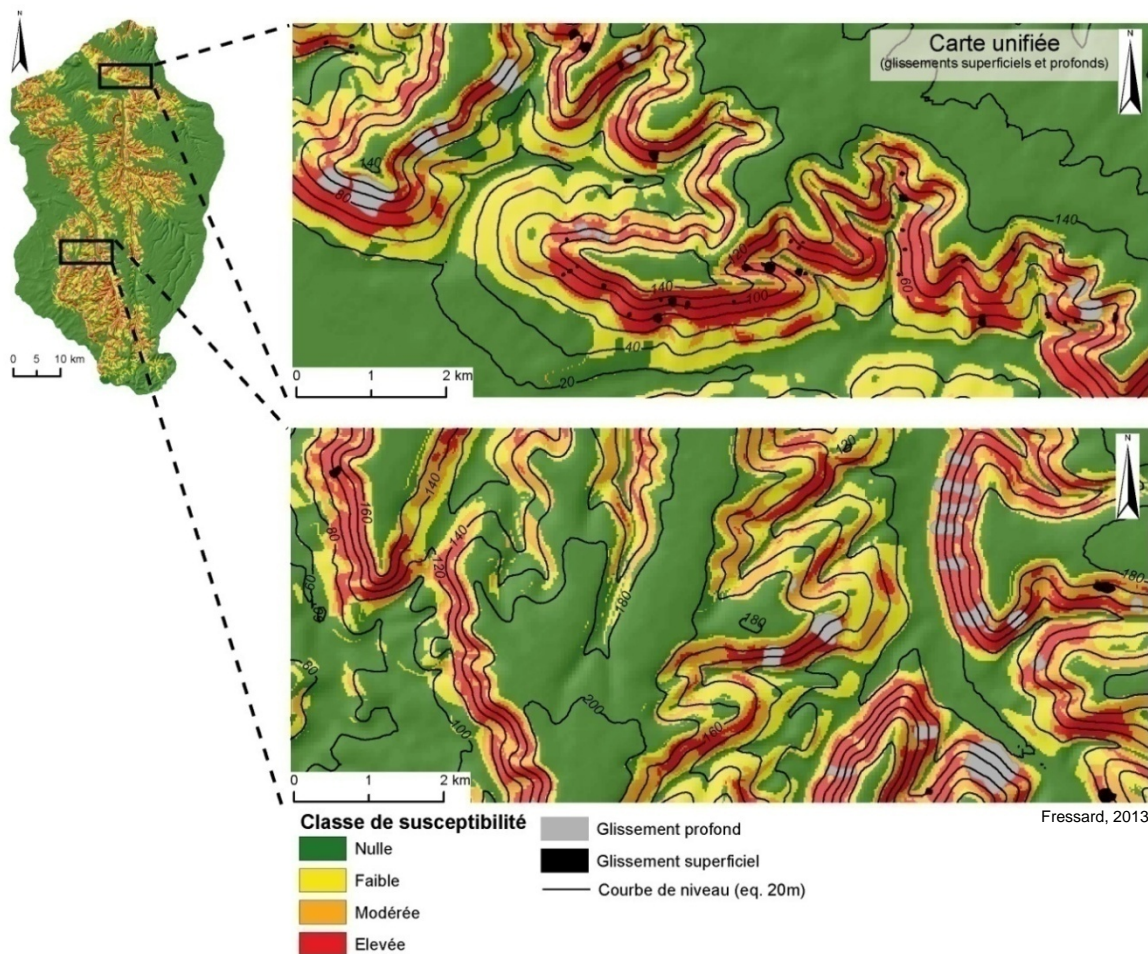 N
0 5 10 km
Carte unifiée
(glissements superficiels et profonds)
N
140
80
120
140
100
60
140
40
20
0 1 2 km
N
120
140
160
80
140
120
180
180
180
60
200
100
160
0 1 2 km
Fressard, 2013
Classe de susceptibilité
Nulle
Faible
Modérée
Elevée
Glissement profond
Glissement superficiel
Courbe de niveau (eq. 20m)